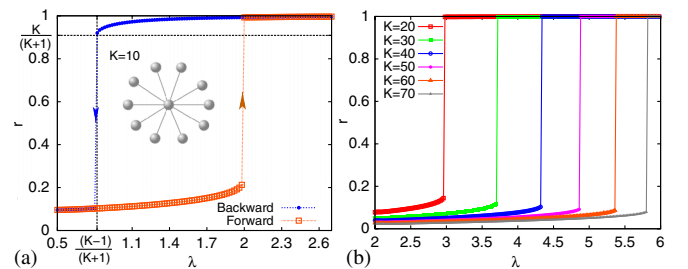 1
K
(K+1)
0.8
0.6
0.4
0.2
0
r
K=10
Backward
Forward
0.5
(K-1)
(K+1)
1.1
1.4
1.7
2
2.3
2.6
λ
(a)
1
0.8
0.6
0.4
0.2
0
r
K=20
K=30
K=40
K=50
K=60
K=70
2
2.5
3
3.5
4
4.5
5
5.5
6
λ
(b)